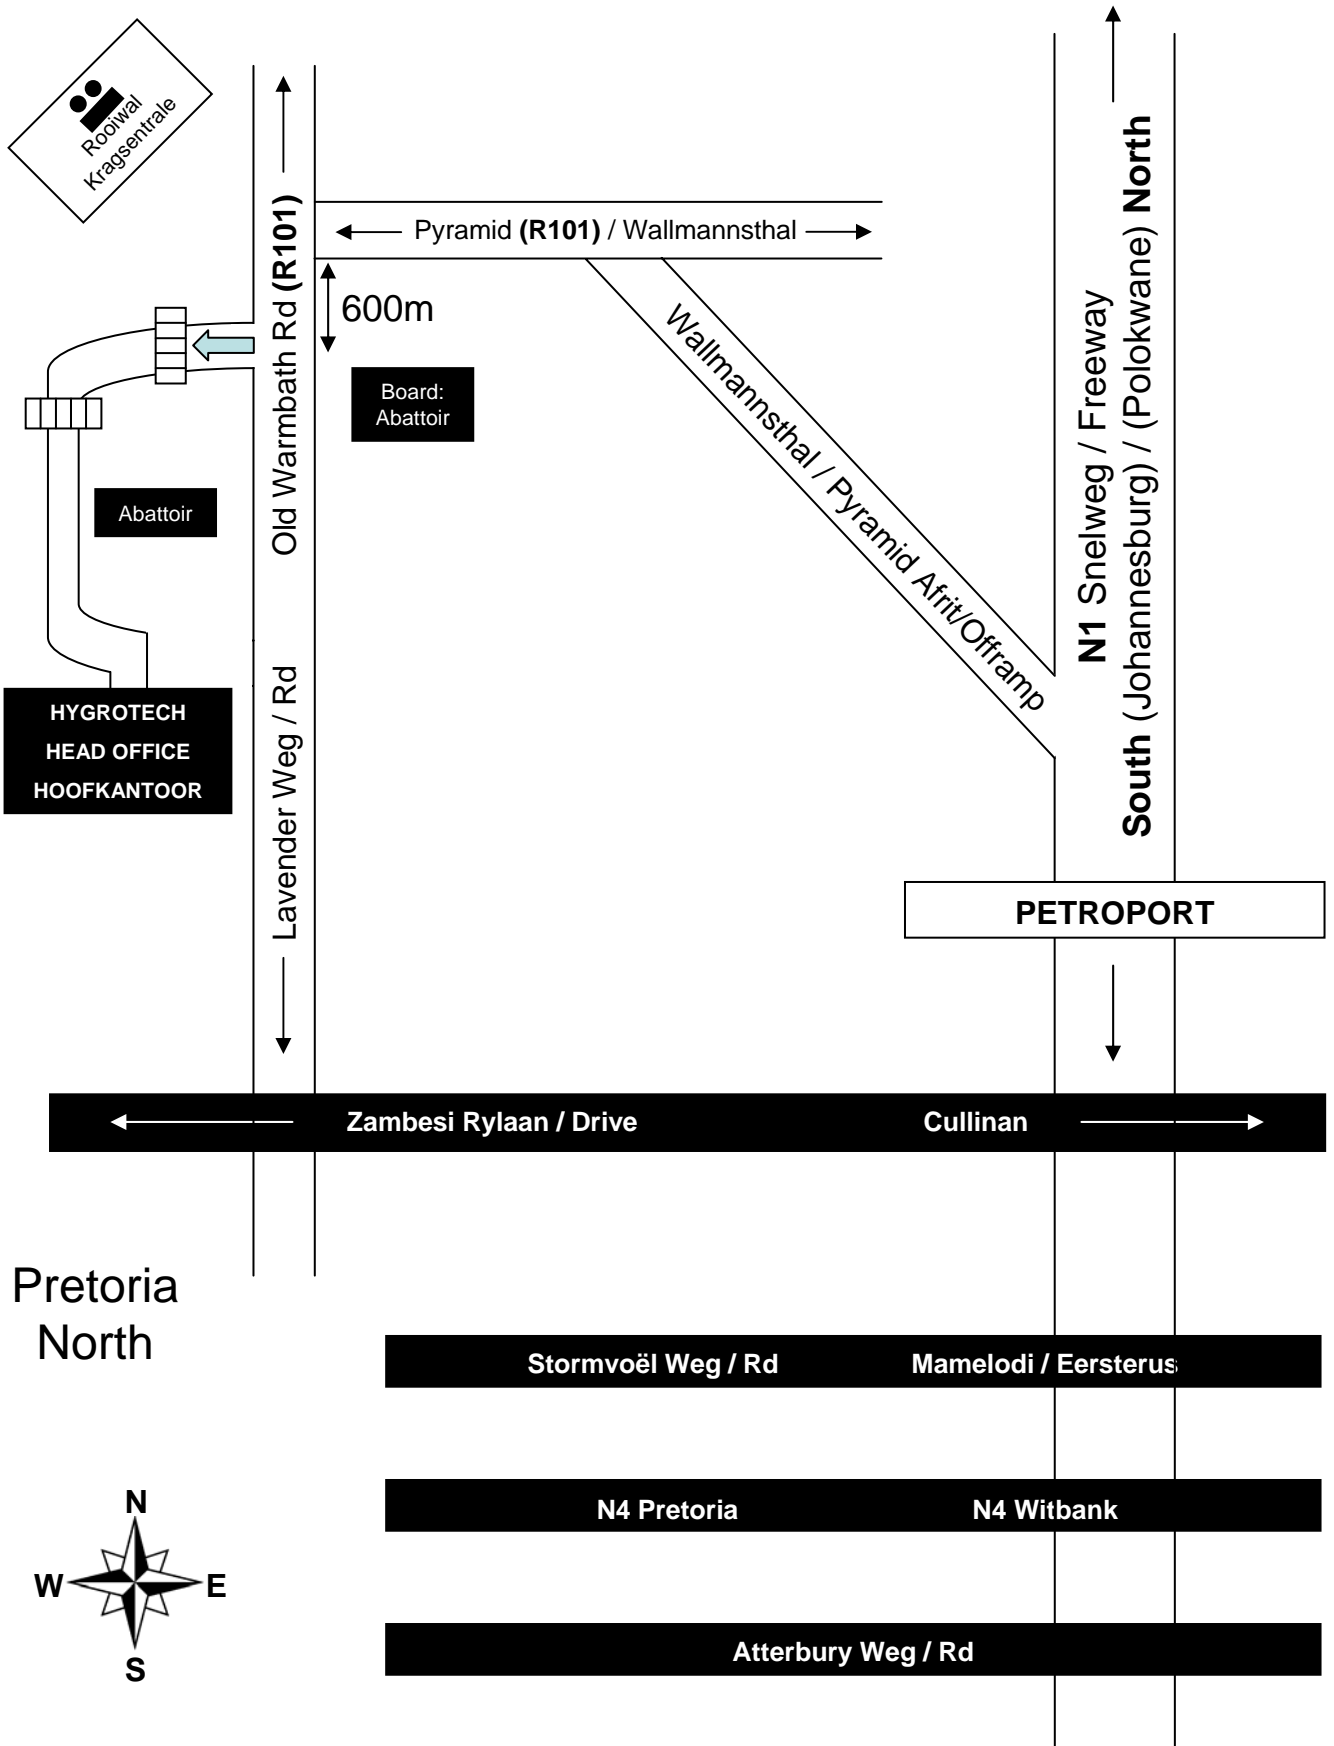 Rooiwal
Kragsentrale
Old Warmbath Rd (R101)
Pyramid (R101) / Wallmannsthal
600m
Board:
Abattoir
Wallmannsthal / Pyramid Afrit/Offramp
N1 Snelweg / Freeway
South (Johannesburg) / (Polokwane) North
Abattoir
HYGROTECH
HEAD OFFICE
HOOFKANTOOR
Lavender Weg / Rd
PETROPORT
Zambesi Rylaan / Drive
Cullinan
Pretoria
North
Stormvoël Weg / Rd
Mamelodi / Eersterus
N4 Pretoria
N4 Witbank
Atterbury Weg / Rd
N
W
E
S